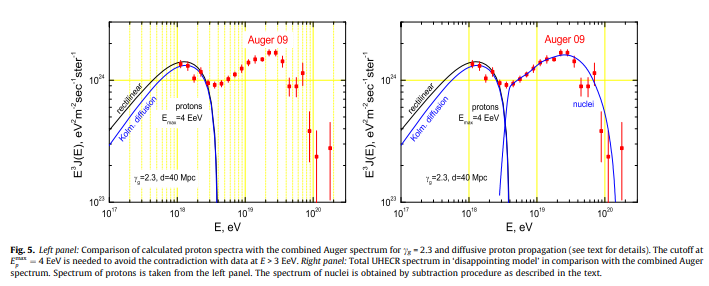 Auger 09
rectilinear
Kolm. diffusion
protons
E_max=4 EeV
γ_g=2.3, d=40 Mpc
E³J(E), eV²m⁻²sec⁻¹ster⁻¹
10²⁴
10²³
10¹⁷ 10¹⁸ 10¹⁹ 10²⁰
E, eV
Auger 09
rectilinear
Kolm. diffusion
protons
E_max=4 EeV
nuclei
γ_g=2.3, d=40 Mpc
E³J(E), eV²m⁻²sec⁻¹ster⁻¹
10²⁴
10²³
10¹⁷ 10¹⁸ 10¹⁹ 10²⁰
E, eV
Fig. 5. Left panel: Comparison of calculated proton spectra with the combined Auger spectrum for γ_g = 2.3 and diffusive proton propagation (see text for details). The cutoff at
E_p^max = 4 EeV is needed to avoid the contradiction with data at E > 3 EeV. Right panel: Total UHECR spectrum in 'disappointing model' in comparison with the combined Auger
spectrum. Spectrum of protons is taken from the left panel. The spectrum of nuclei is obtained by subtraction procedure as described in the text.